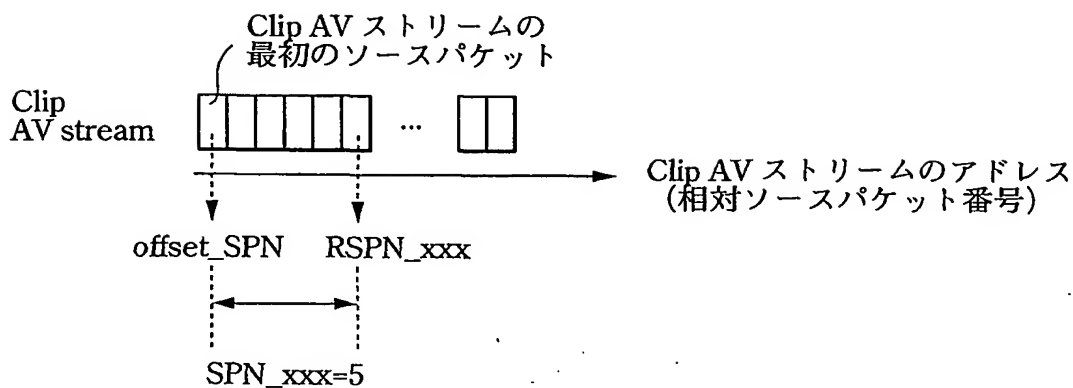 Clip AV ストリームの
最初のソースパケット
Clip
AV stream
...
Clip AV ストリームのアドレス
(相対ソースパケット番号)
offset_SPN
RSPN_xxx
SPN_xxx=5